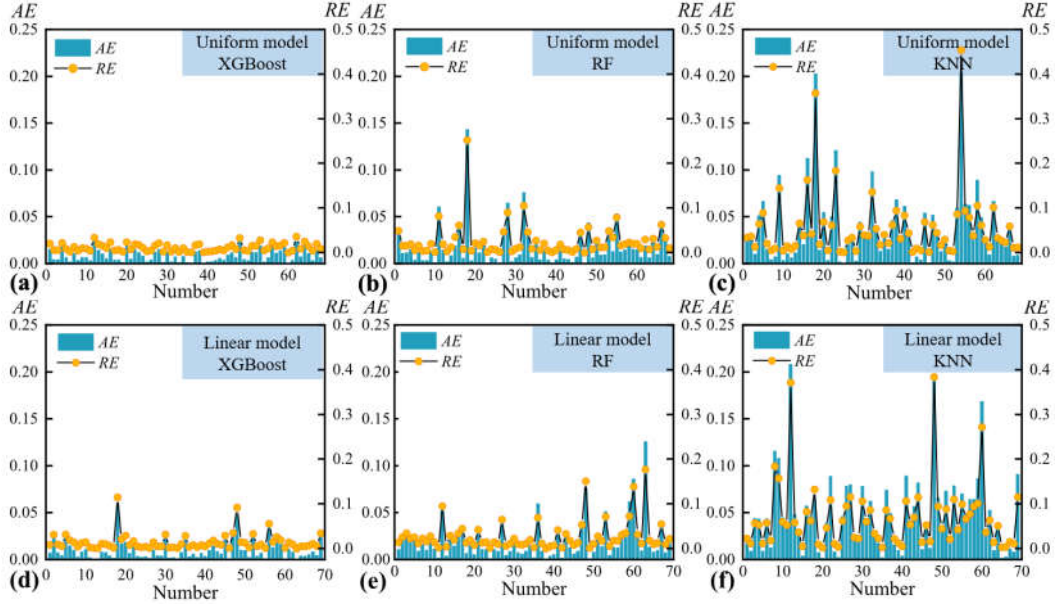 AE RE AE RE AE RE
0.25 0.5 0.25 0.5 0.25 0.5
AE Uniform model AE Uniform model AE Uniform model
RE XGBoost RE RF RE KNN
0.20 0.4 0.20 0.4 0.20 0.4
0.15 0.3 0.15 0.3 0.15 0.3
0.10 0.2 0.10 0.2 0.10 0.2
0.05 0.1 0.05 0.1 0.05 0.1
0.00 0.0 0.00 0.0 0.00 0.0
0 10 20 30 40 50 60 70 0 10 20 30 40 50 60 70 0 10 20 30 40 50 60
(a) Number (b) Number (c) Number
AE RE AE RE AE RE
0.25 0.5 0.25 0.5 0.25 0.5
AE Linear model AE Linear model AE Linear model
RE XGBoost RE RF RE KNN
0.20 0.4 0.20 0.4 0.20 0.4
0.15 0.3 0.15 0.3 0.15 0.3
0.10 0.2 0.10 0.2 0.10 0.2
0.05 0.1 0.05 0.1 0.05 0.1
0.00 0.0 0.00 0.0 0.00 0.0
0 10 20 30 40 50 60 70 0 10 20 30 40 50 60 70 0 10 20 30 40 50 60 70
(d) Number (e) Number (f) Number